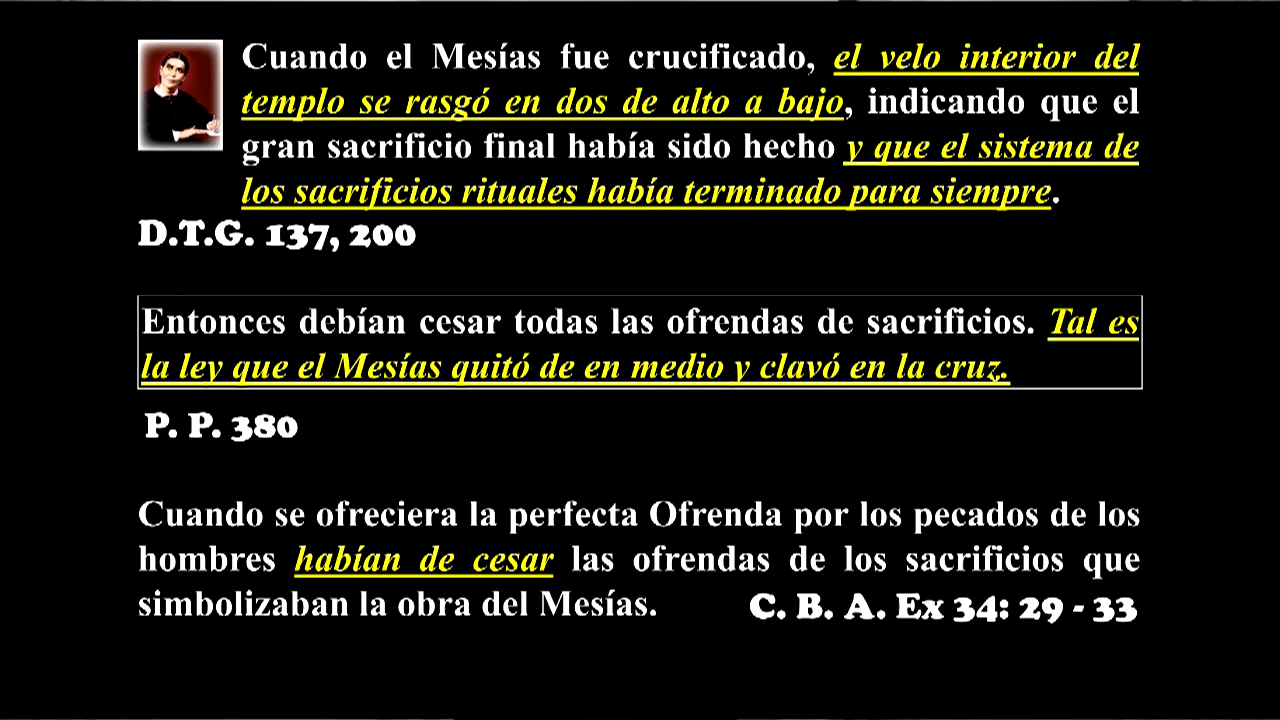 Cuando el Mesías fue crucificado, el velo interior del
templo se rasgó en dos de alto a bajo, indicando que el
gran sacrificio final había sido hecho y que el sistema de
los sacrificios rituales había terminado para siempre.
D.T.G. 137, 200
Entonces debían cesar todas las ofrendas de sacrificios. Tal es
la ley que el Mesías quitó de en medio y clavó en la cruz.
P. P. 380
Cuando se ofreciera la perfecta Ofrenda por los pecados de los
hombres habían de cesar las ofrendas de los sacrificios que
simbolizaban la obra del Mesías.
C. B. A. Ex 34: 29 - 33